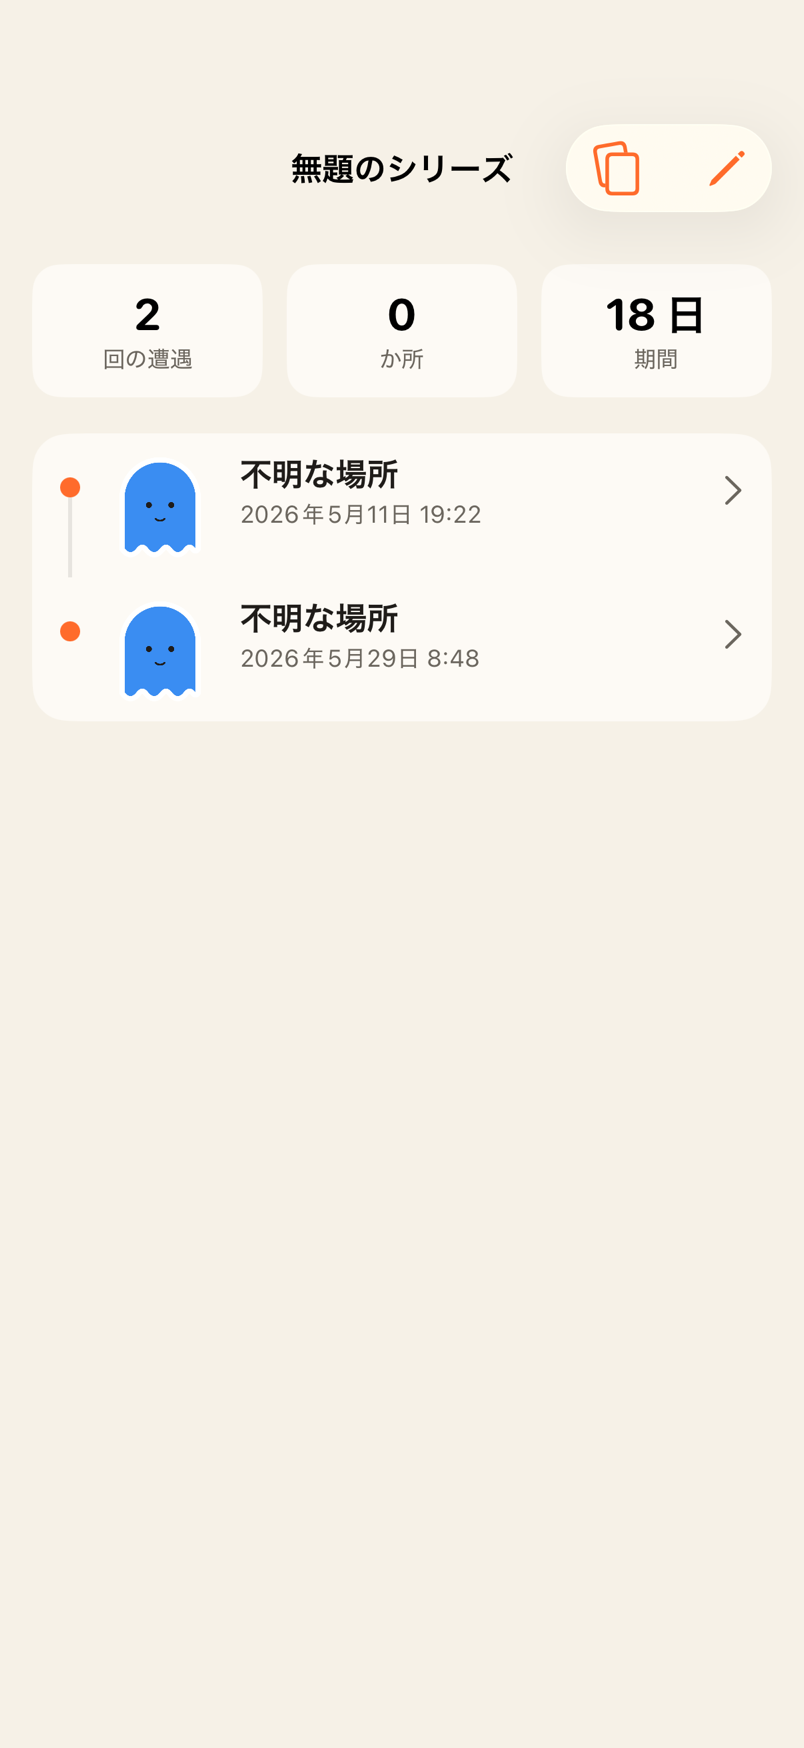 無題のシリーズ
2
回の遭遇
0
か所
18 日
期間
不明な場所
2026年5月11日 19:22
不明な場所
2026年5月29日 8:48